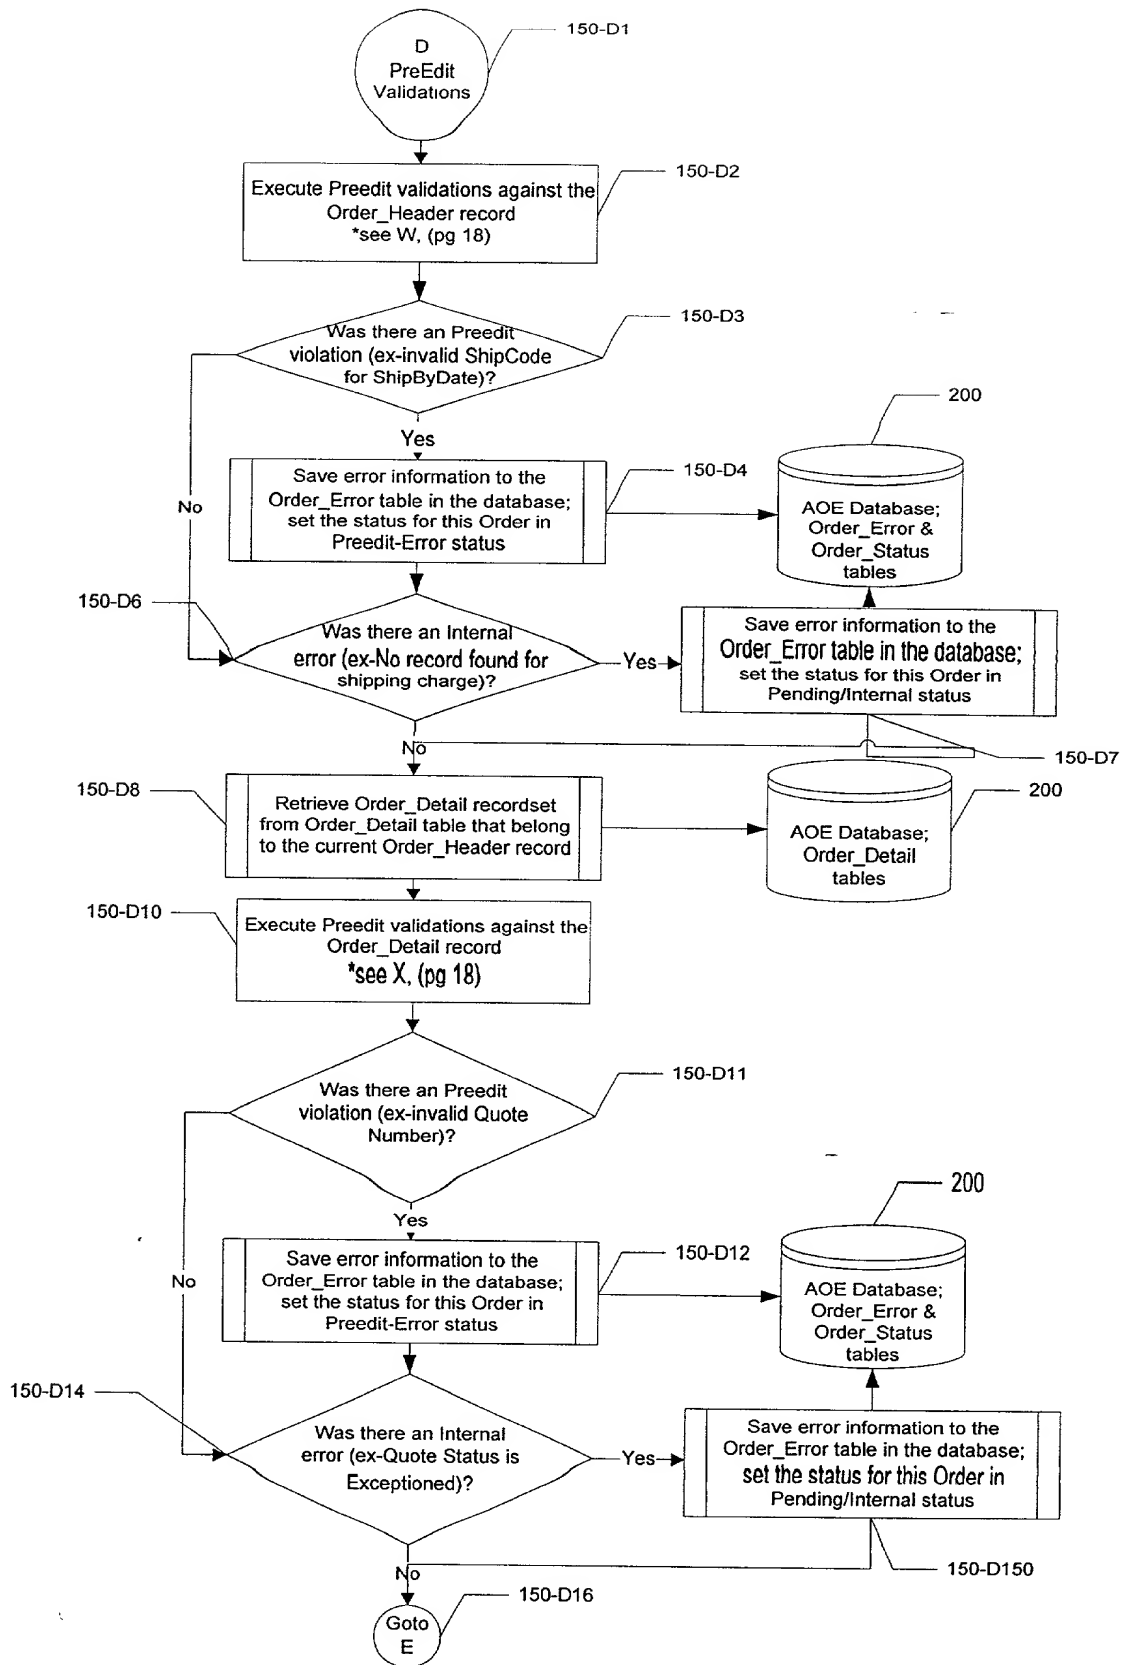 150-D1
D
PreEdit
Validations
150-D2
Execute Preedit validations against the
Order_Header record
*see W, (pg 18)
150-D3
Was there an Preedit
violation (ex-invalid ShipCode
for ShipByDate)?
200
Yes
150-D4
Save error information to the
Order_Error table in the database;
set the status for this Order in
Preedit-Error status
No
AOE Database;
Order_Error &
Order_Status
tables
150-D6
Was there an Internal
error (ex-No record found for
shipping charge)?
Yes
Save error information to the
Order_Error table in the database;
set the status for this Order in
Pending/Internal status
No
150-D7
150-D8
Retrieve Order_Detail recordset
from Order_Detail table that belong
to the current Order_Header record
200
AOE Database;
Order_Detail
tables
150-D10
Execute Preedit validations against the
Order_Detail record
*see X, (pg 18)
150-D11
Was there an Preedit
violation (ex-invalid Quote
Number)?
200
Yes
150-D12
Save error information to the
Order_Error table in the database;
set the status for this Order in
Preedit-Error status
No
AOE Database;
Order_Error &
Order_Status
tables
150-D14
Was there an Internal
error (ex-Quote Status is
Exceptioned)?
Yes
Save error information to the
Order_Error table in the database;
set the status for this Order in
Pending/Internal status
150-D150
No
150-D16
Goto
E